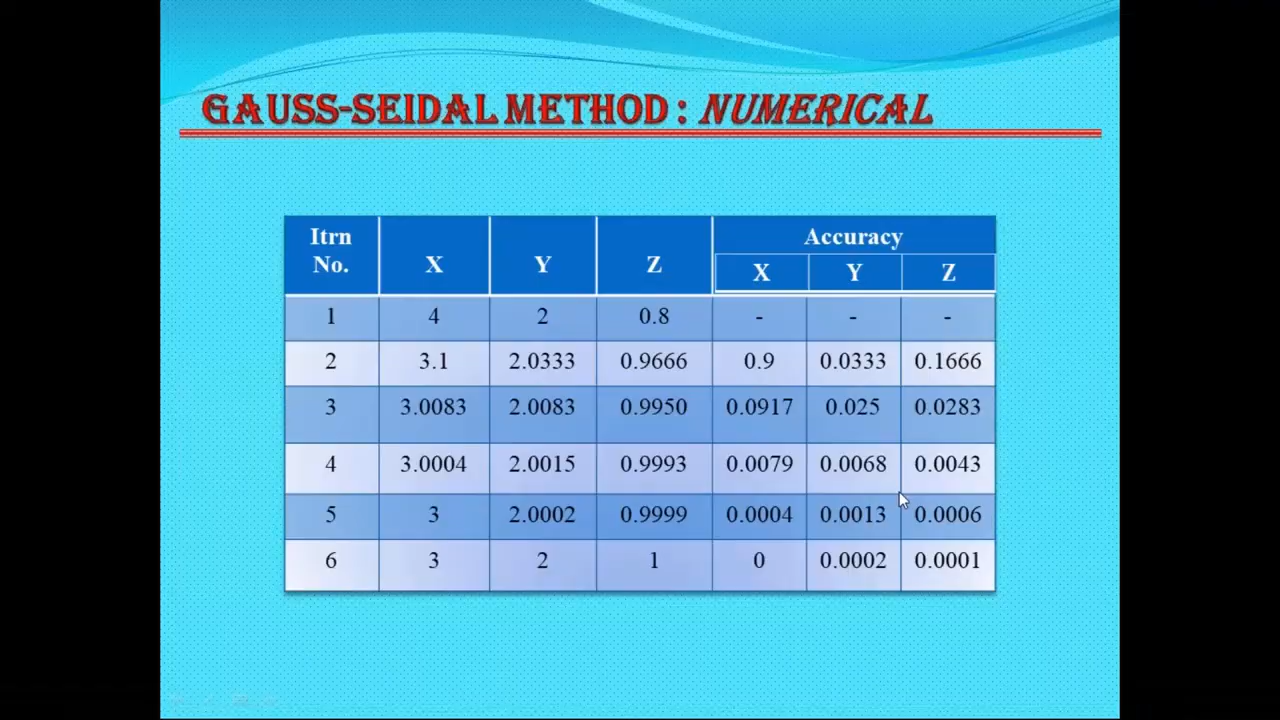 GAUSS-SEIDAL METHOD : NUMERICAL
Itrn No. X Y Z Accuracy
X Y Z
1 4 2 0.8 - - -
2 3.1 2.0333 0.9666 0.9 0.0333 0.1666
3 3.0083 2.0083 0.9950 0.0917 0.025 0.0283
4 3.0004 2.0015 0.9993 0.0079 0.0068 0.0043
5 3 2.0002 0.9999 0.0004 0.0013 0.0006
6 3 2 1 0 0.0002 0.0001